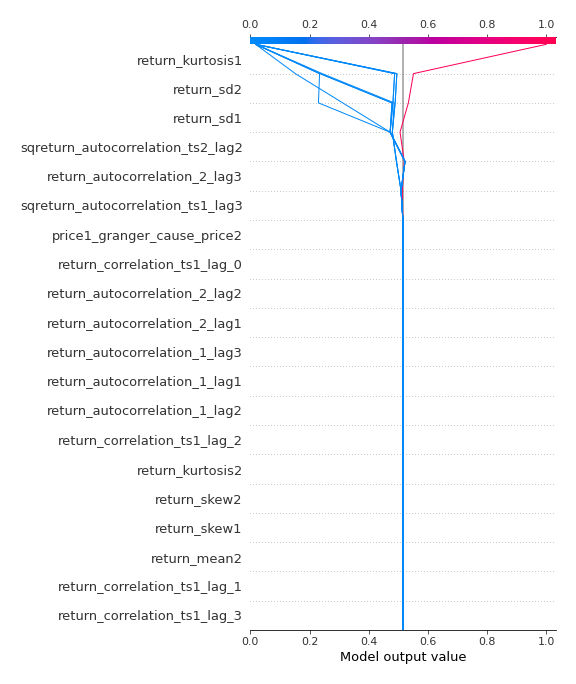 0.0 0.2 0.4 0.6 0.8 1.0
return_kurtosis1
return_sd2
return_sd1
sqreturn_autocorrelation_ts2_lag2
return_autocorrelation_2_lag3
sqreturn_autocorrelation_ts1_lag3
price1_granger_cause_price2
return_correlation_ts1_lag_0
return_autocorrelation_2_lag2
return_autocorrelation_2_lag1
return_autocorrelation_1_lag3
return_autocorrelation_1_lag1
return_autocorrelation_1_lag2
return_correlation_ts1_lag_2
return_kurtosis2
return_skew2
return_skew1
return_mean2
return_correlation_ts1_lag_1
return_correlation_ts1_lag_3
0.0 0.2 0.4 0.6 0.8 1.0
Model output value